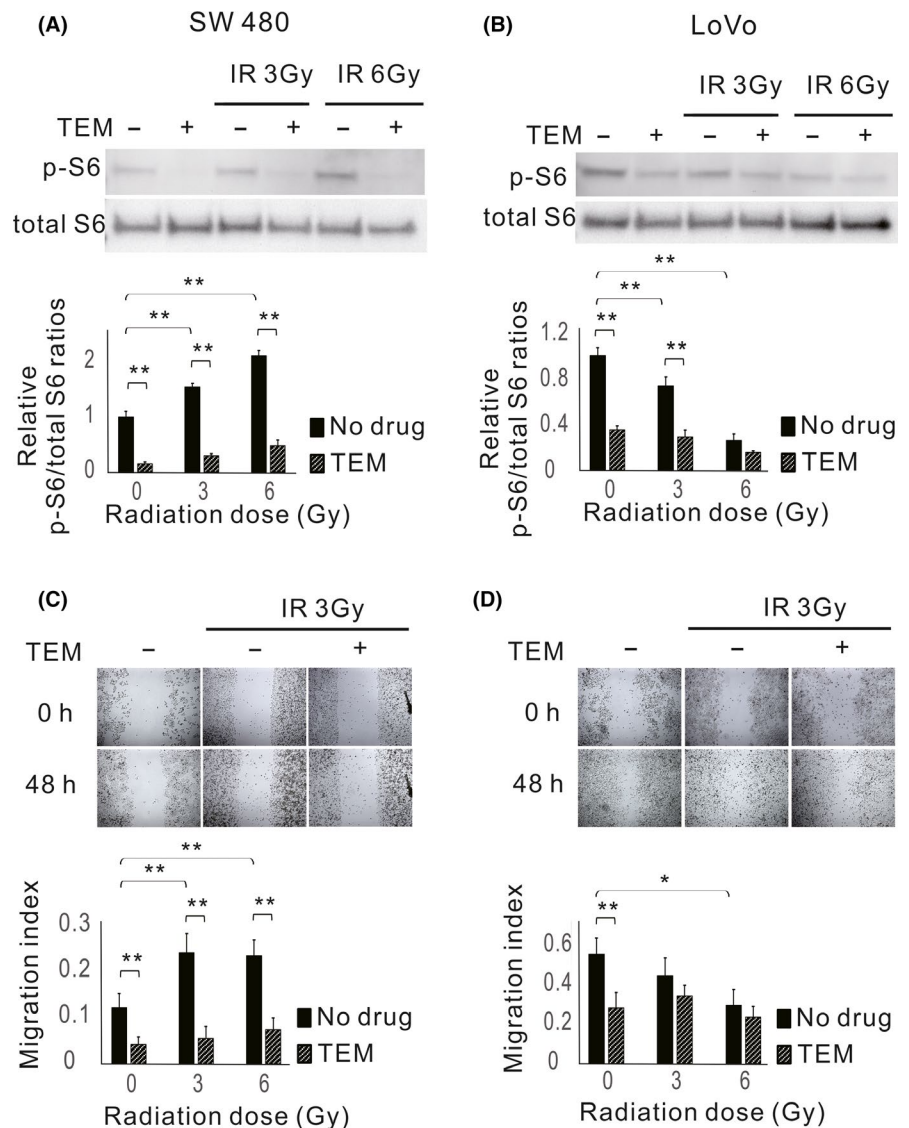 (A) SW 480
IR 3Gy IR 6Gy
TEM – + – + – +
p-S6
total S6
** 
** **
** **
Relative
p-S6/total S6 ratios
2
1
0
0 3 6
Radiation dose (Gy)
No drug
TEM
(B) LoVo
IR 3Gy IR 6Gy
TEM – + – + – +
p-S6
total S6
**
**
** **
Relative
p-S6/total S6 ratios
1.2
0.8
0.4
0
0 3 6
Radiation dose (Gy)
No drug
TEM
(C)
IR 3Gy
TEM – – +
0 h
48 h
**
**
** ** **
Migration index
0.3
0.2
0.1
0
0 3 6
Radiation dose (Gy)
No drug
TEM
(D)
IR 3Gy
TEM – – +
0 h
48 h
*
**
Migration index
0.6
0.4
0.2
0
0 3 6
Radiation dose (Gy)
No drug
TEM